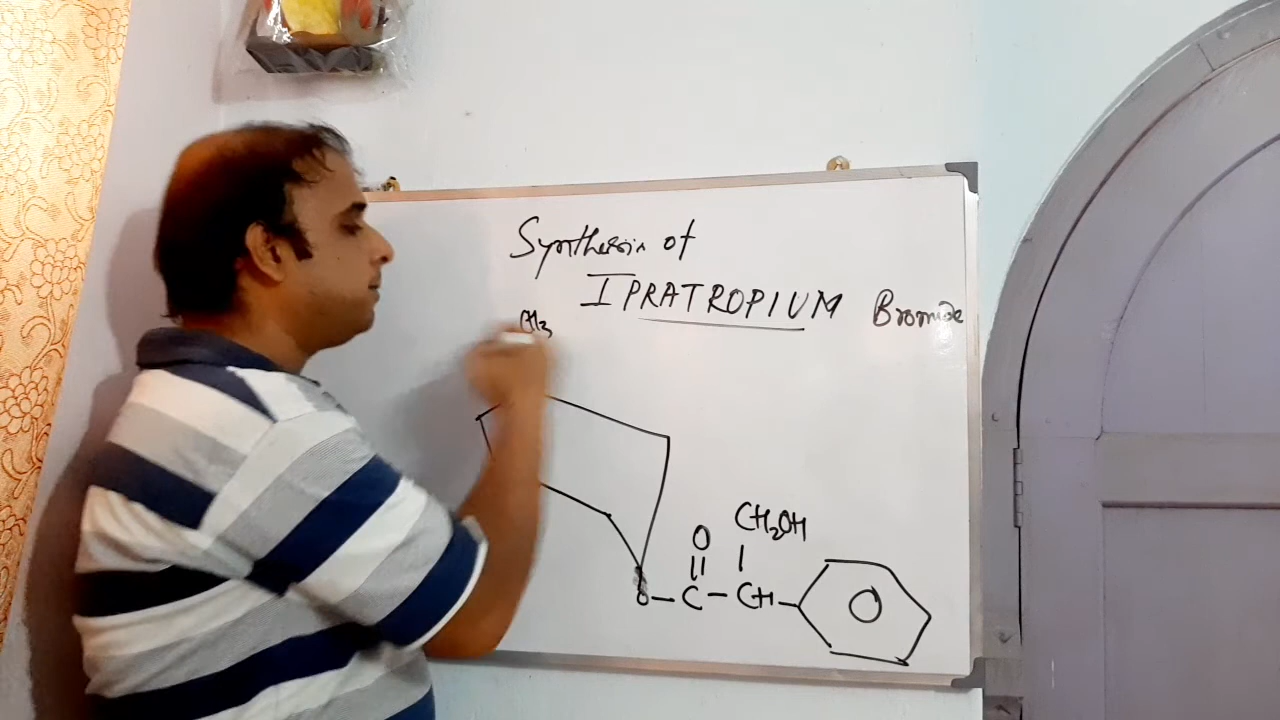 Synthesis of
IPRATROPIUM Bromide
CH3
CH2OH
O
O-C-CH-